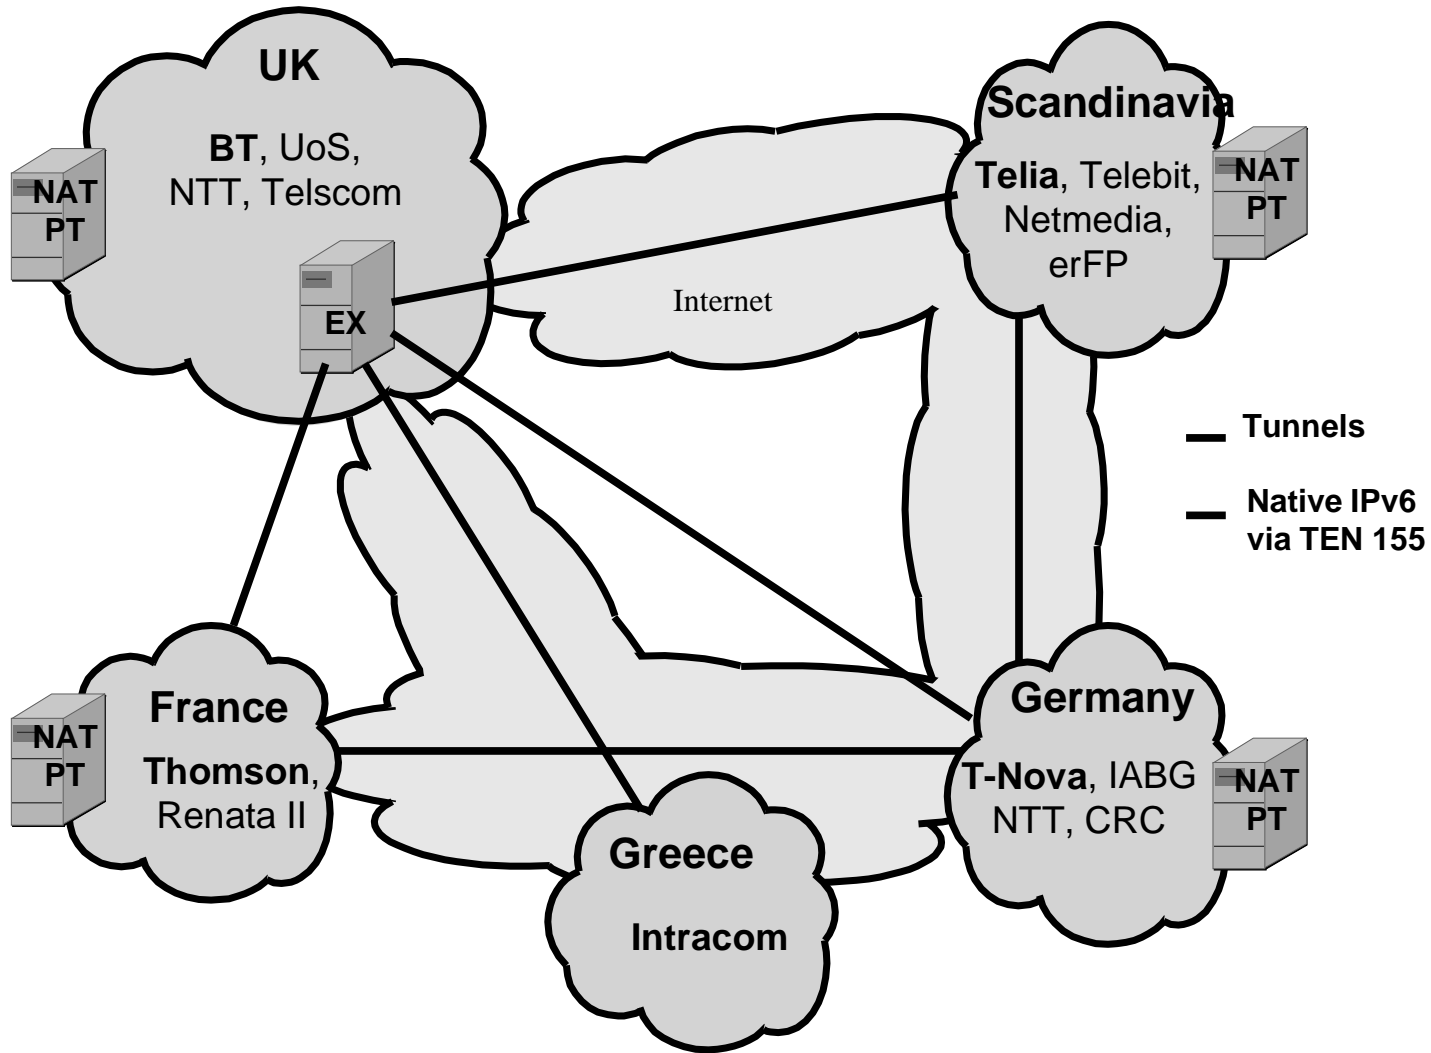 UK
BT, UoS,
NTT, Telscom
NAT
PT
EX
Internet
Scandinavia
Telia, Telebit,
Netmedia,
erFP
NAT
PT
Tunnels
Native IPv6
via TEN 155
France
Thomson,
Renata II
NAT
PT
Greece
Intracom
Germany
T-Nova, IABG
NTT, CRC
NAT
PT